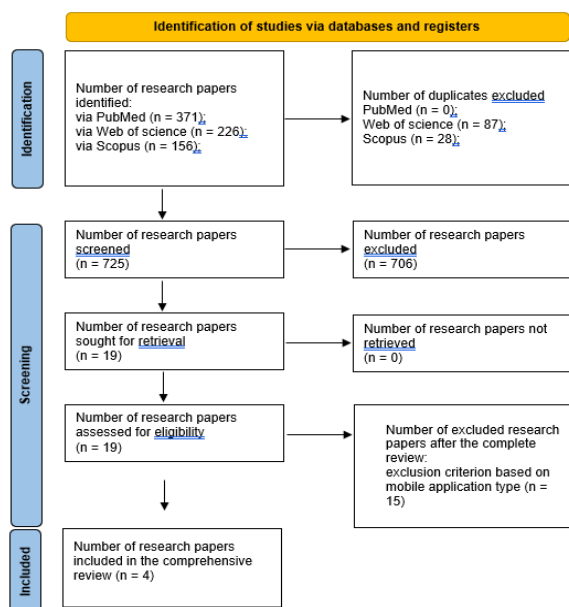 Identification of studies via databases and registers
Identification
Number of research papers
identified:
via PubMed (n = 371);
via Web of science (n = 226);
via Scopus (n = 156);
Number of duplicates excluded
PubMed (n = 0);
Web of science (n = 87);
Scopus (n = 28);
Screening
Number of research papers
screened
(n = 725)
Number of research papers
excluded
(n = 706)
Number of research papers
sought for retrieval
(n = 19)
Number of research papers not
retrieved
(n = 0)
Number of research papers
assessed for eligibility
(n = 19)
Number of excluded research
papers after the complete
review:
exclusion criterion based on
mobile application type (n =
15)
Included
Number of research papers
included in the comprehensive
review (n = 4)